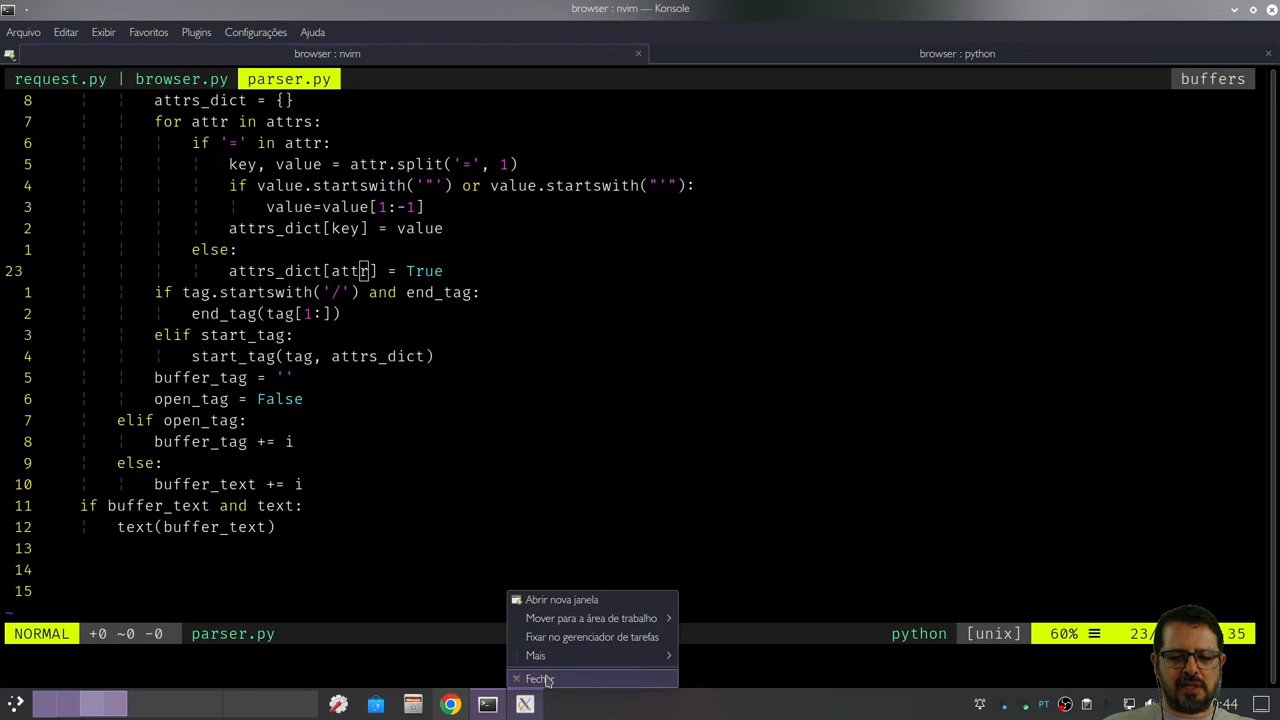 browser : nvim — Konsole
Arquivo Editar Exibir Favoritos Plugins Configurações Ajuda
browser : nvim
browser : python
request.py | browser.py parser.py buffers
8 attrs_dict = {}
7 for attr in attrs:
6 if '=' in attr:
5 key, value = attr.split('=', 1)
4 if value.startswith('"') or value.startswith("'"):
3 value=value[1:-1]
2 attrs_dict[key] = value
1 else:
23 attrs_dict[attr] = True
1 if tag.startswith('/') and end_tag:
2 end_tag(tag[1:])
3 elif start_tag:
4 start_tag(tag, attrs_dict)
5 buffer_tag = ''
6 open_tag = False
7 elif open_tag:
8 buffer_tag += i
9 else:
10 buffer_text += i
11 if buffer_text and text:
12 text(buffer_text)
13
14
15
~
Abrir nova janela
Mover para a área de trabalho
Fixar no gerenciador de tarefas
Mais
Fechar
NORMAL +0 ~0 -0 parser.py python [unix] 60% 23/ 35
PT